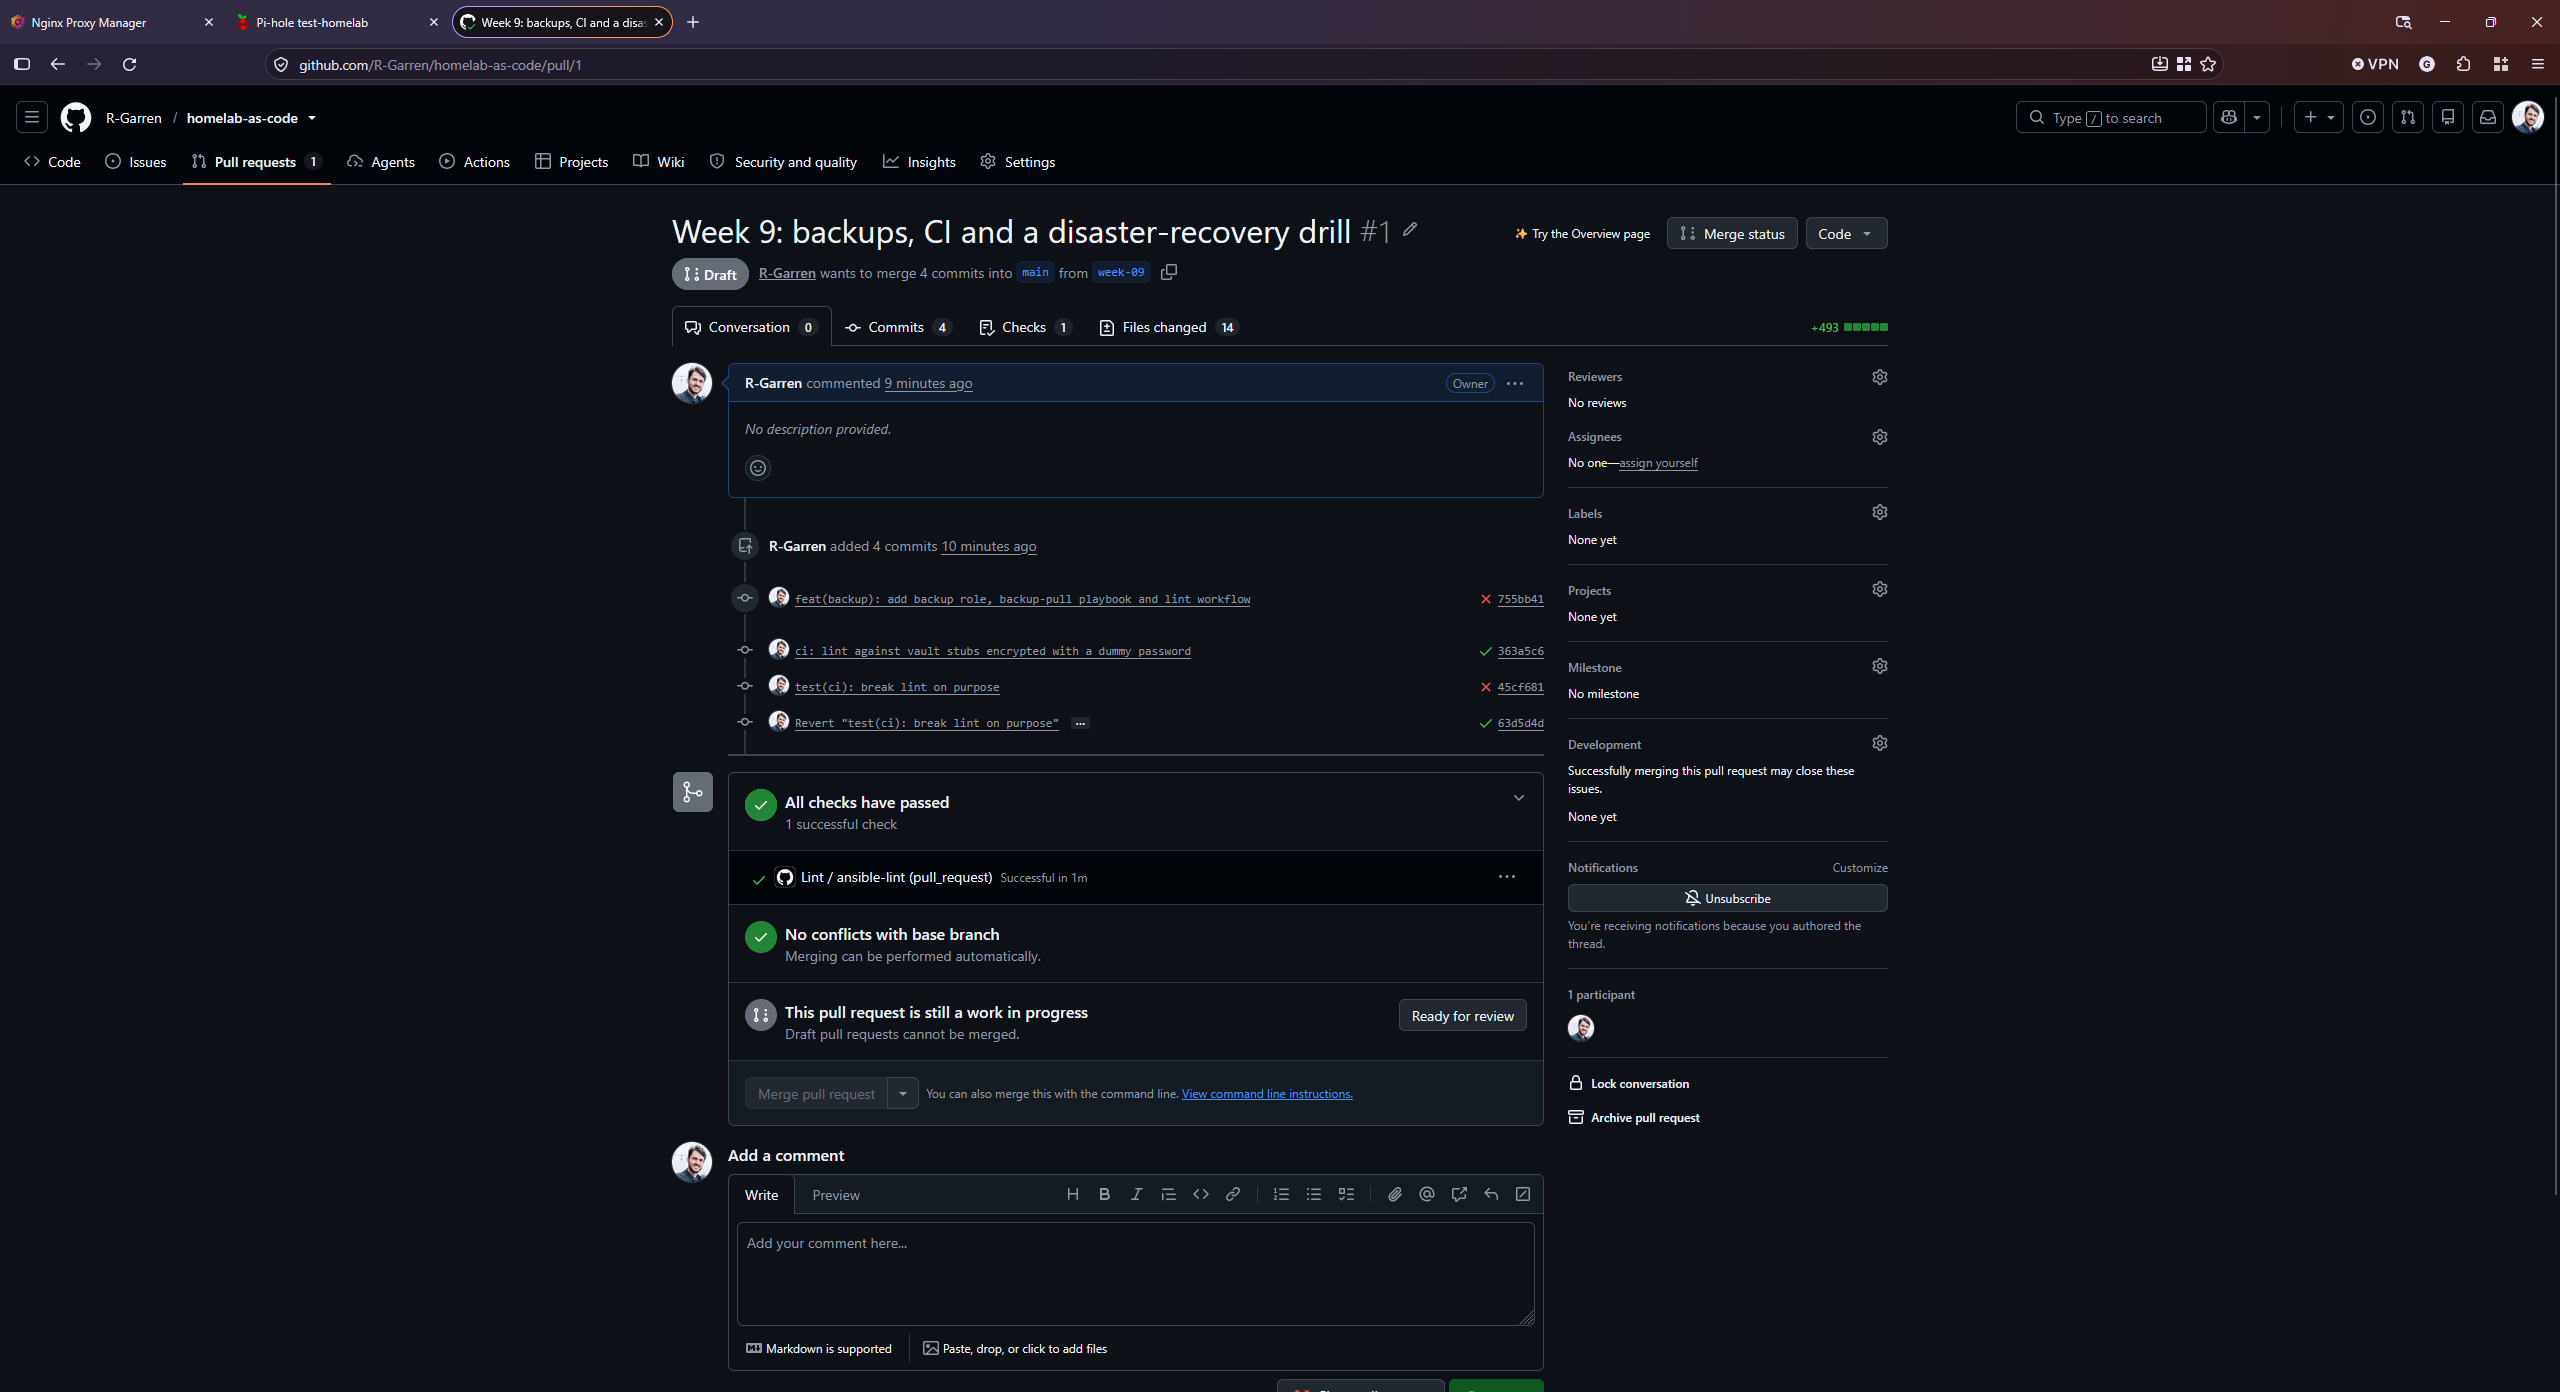 Nginx Proxy Manager
Pi-hole test-homelab
Week 9: backups, CI and a disas
github.com/R-Garren/homelab-as-code/pull/1
VPN
R-Garren / homelab-as-code
Type / to search
Code
Issues
Pull requests 1
Agents
Actions
Projects
Wiki
Security and quality
Insights
Settings
Week 9: backups, CI and a disaster-recovery drill #1
Try the Overview page
Merge status
Code
Draft
R-Garren wants to merge 4 commits into main from week-09
Conversation 0
Commits 4
Checks 1
Files changed 14
+493
R-Garren commented 9 minutes ago
Owner
No description provided.
R-Garren added 4 commits 10 minutes ago
feat(backup): add backup role, backup-pull playbook and lint workflow 755bb41
ci: lint against vault stubs encrypted with a dummy password 363a5c6
test(ci): break lint on purpose 45cf681
Revert "test(ci): break lint on purpose" ... 63d5d4d
All checks have passed
1 successful check
Lint / ansible-lint (pull_request) Successful in 1m
No conflicts with base branch
Merging can be performed automatically.
This pull request is still a work in progress
Draft pull requests cannot be merged.
Ready for review
Merge pull request
You can also merge this with the command line. View command line instructions.
Add a comment
Write
Preview
Add your comment here...
Markdown is supported
Paste, drop, or click to add files
Reviewers
No reviews
Assignees
No one—assign yourself
Labels
None yet
Projects
None yet
Milestone
No milestone
Development
Successfully merging this pull request may close these
issues.
None yet
Notifications
Customize
Unsubscribe
You're receiving notifications because you authored the
thread.
1 participant
Lock conversation
Archive pull request